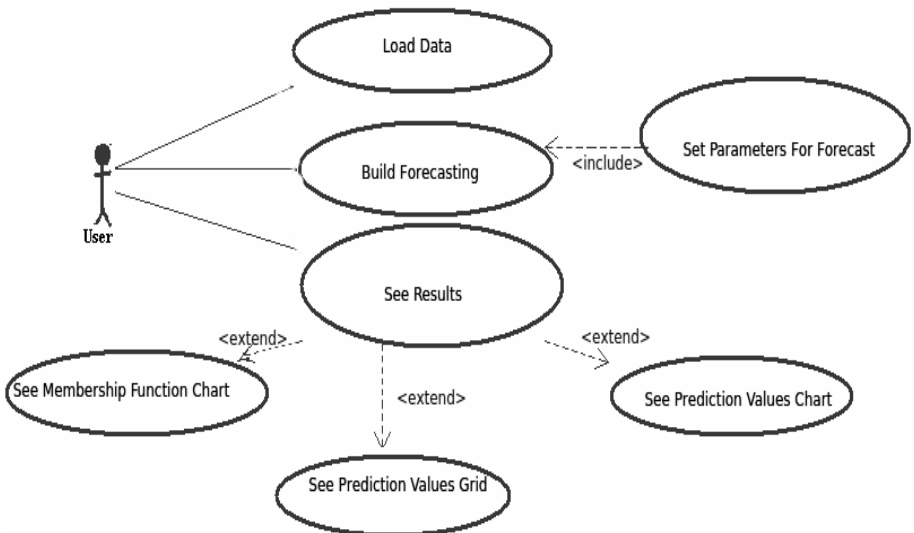 Load Data
Set Parameters For Forecast
<include>
Build Forecasting
User
See Results
<extend>
<extend>
See Membership Function Chart
<extend>
See Prediction Values Chart
See Prediction Values Grid